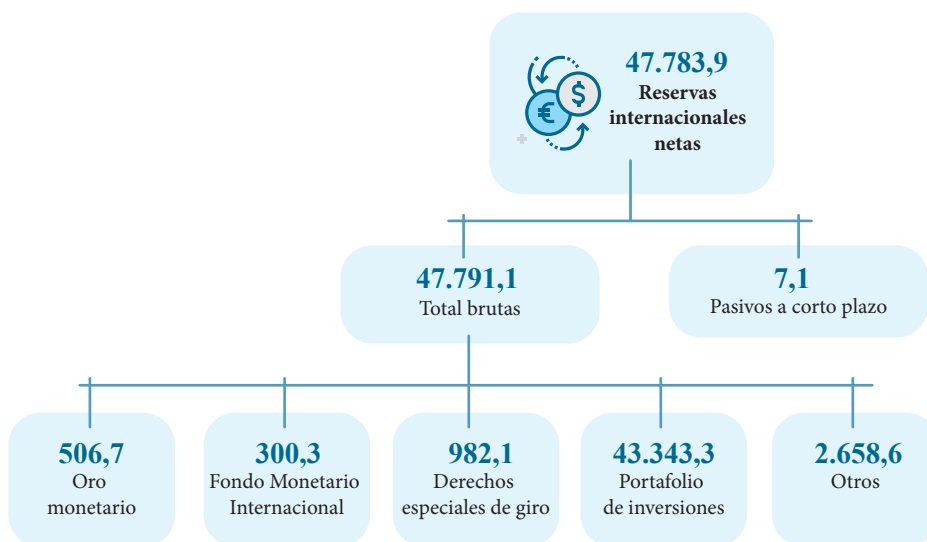 47.783,9
Reservas
internacionales
netas
47.791,1
Total brutas
7,1
Pasivos a corto plazo
506,7
Oro
monetario
300,3
Fondo Monetario
Internacional
982,1
Derechos
especiales de giro
43.343,3
Portafolio
de inversiones
2.658,6
Otros